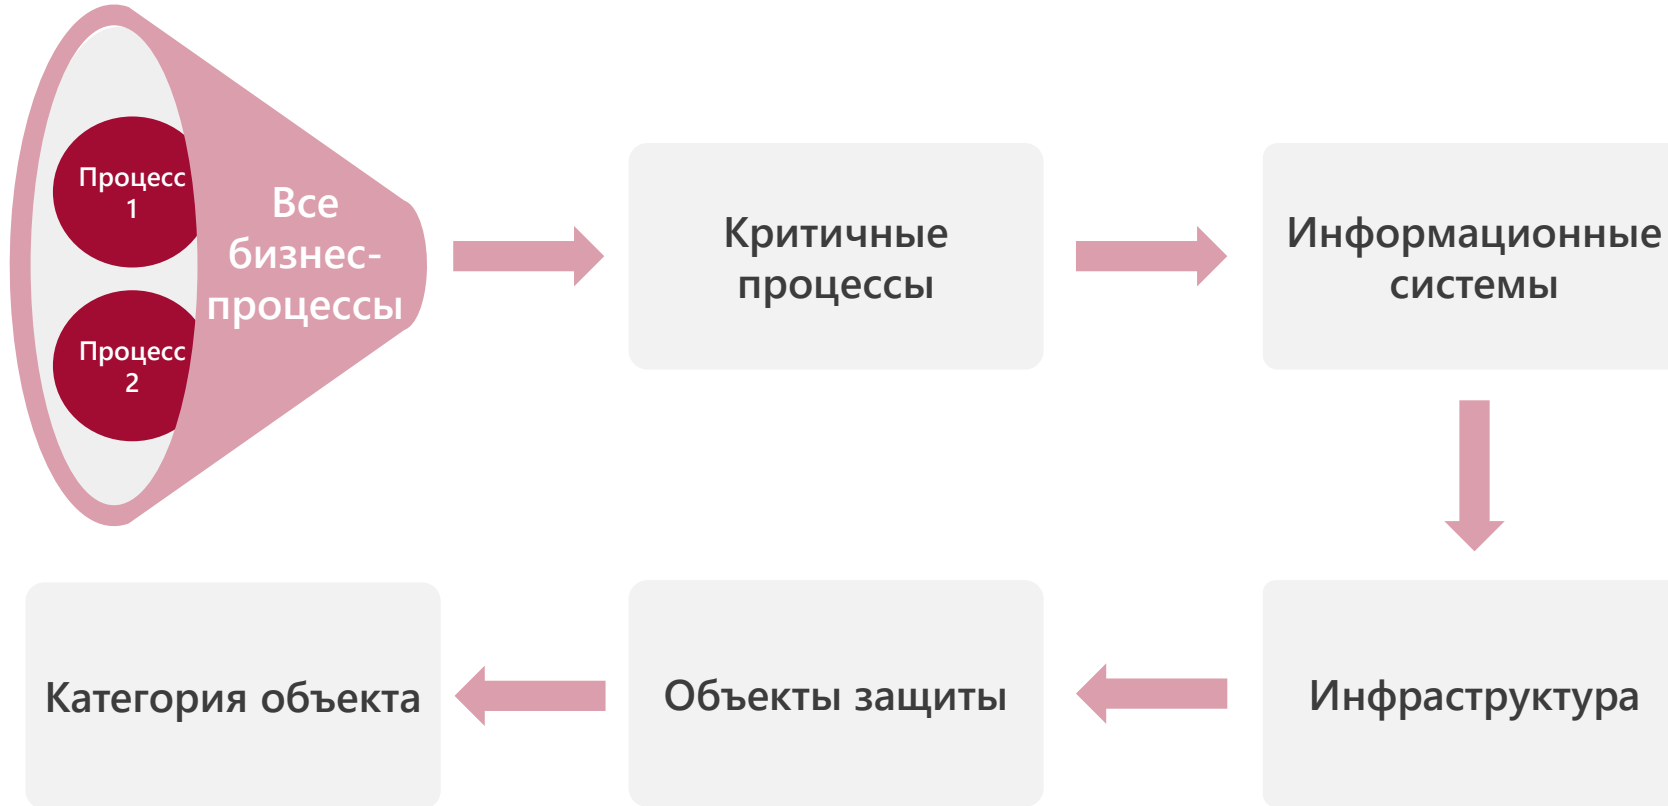 Процесс
1
Процесс
2
Все
бизнес-
процессы
Критичные
процессы
Информационные
системы
Инфраструктура
Объекты защиты
Категория объекта